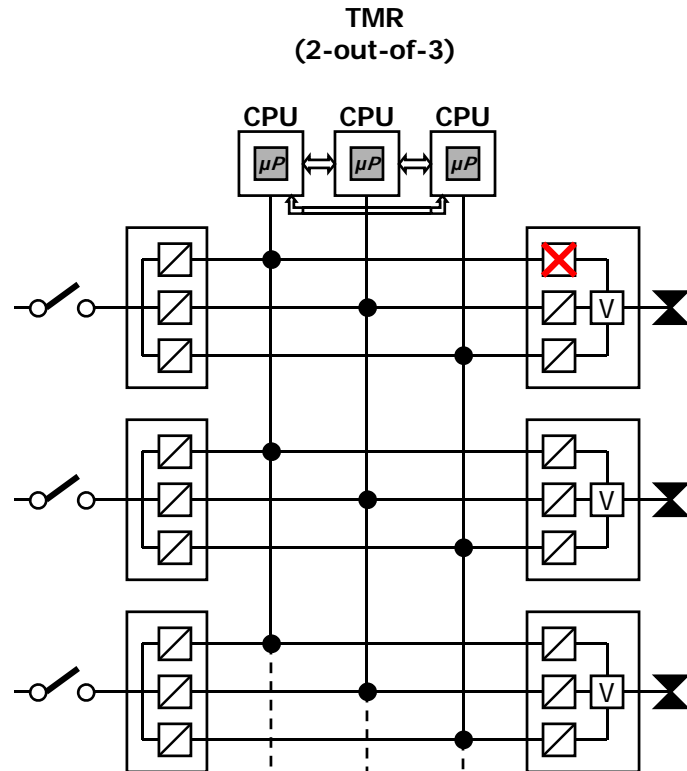 TMR
(2-out-of-3)
CPU CPU CPU
µP µP µP
V
V
V